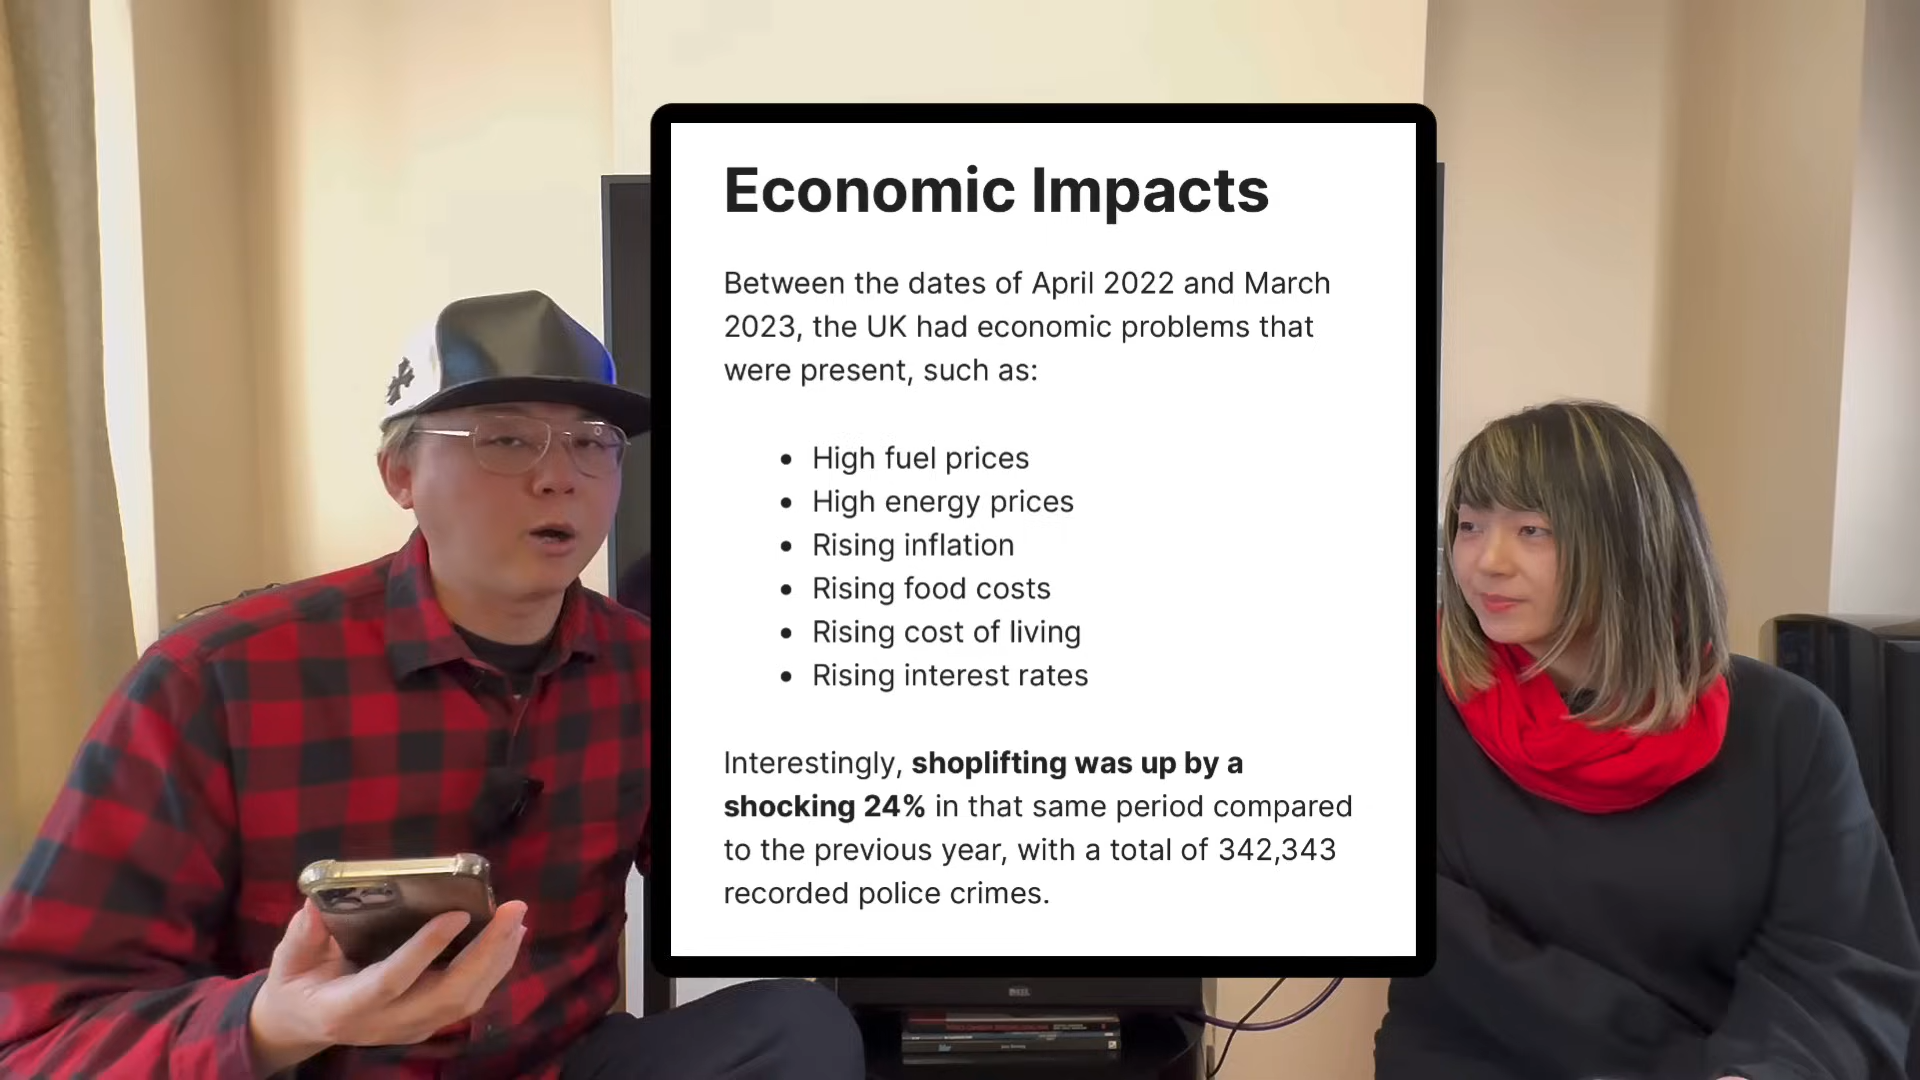 Economic Impacts
Between the dates of April 2022 and March
2023, the UK had economic problems that
were present, such as:
• High fuel prices
• High energy prices
• Rising inflation
• Rising food costs
• Rising cost of living
• Rising interest rates
Interestingly, shoplifting was up by a
shocking 24% in that same period compared
to the previous year, with a total of 342,343
recorded police crimes.
DELL